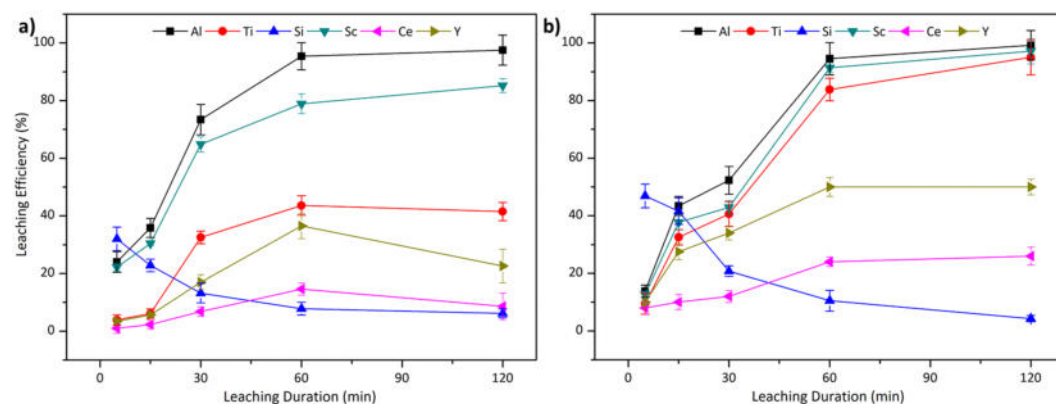 a)
Al Ti Si Sc Ce Y
100
80
60
40
20
0
Leaching Efficiency (%)
0 30 60 90 120
Leaching Duration (min)
b)
Al Ti Si Sc Ce Y
100
80
60
40
20
0
0 30 60 90 120
Leaching Duration (min)